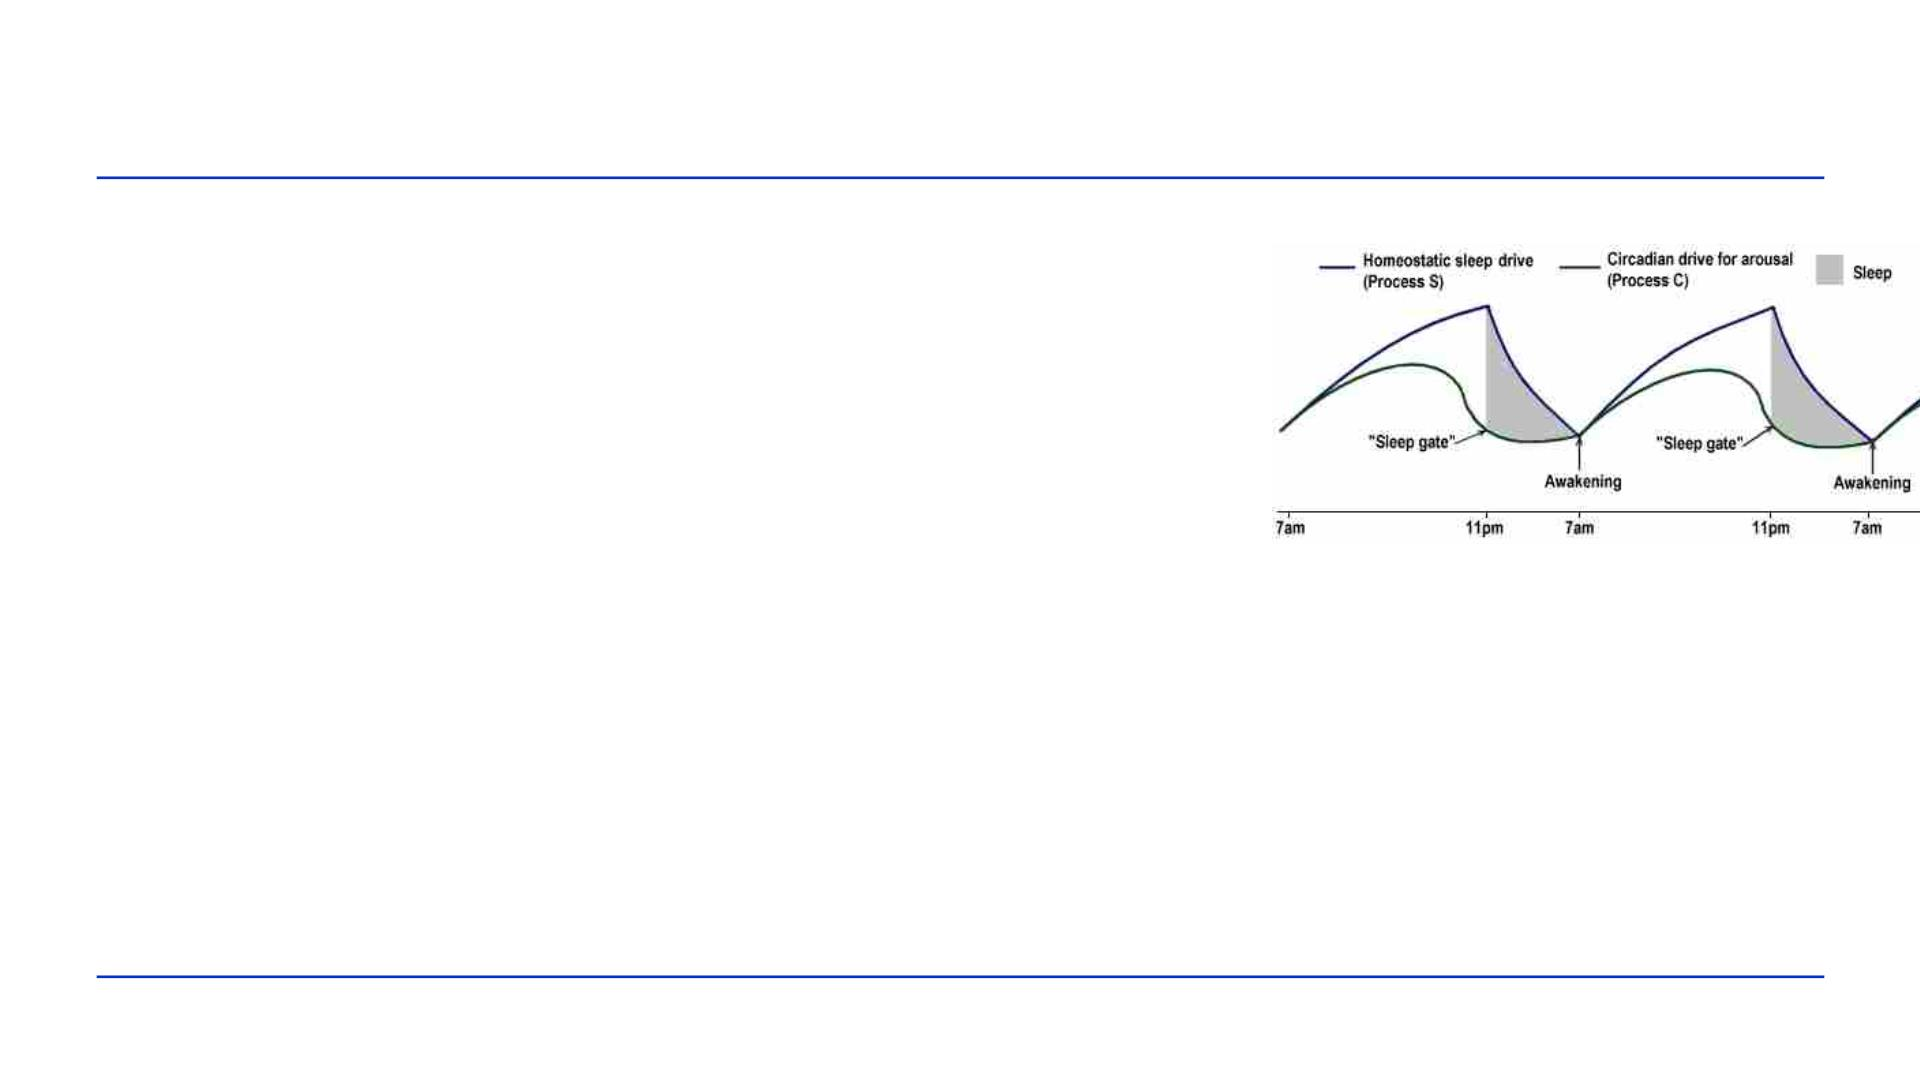 Homeostatic sleep drive
(Process S)
Circadian drive for arousal
(Process C)
Sleep
"Sleep gate"
"Sleep gate"
Awakening
Awakening
7am
11pm
7am
11pm
7am